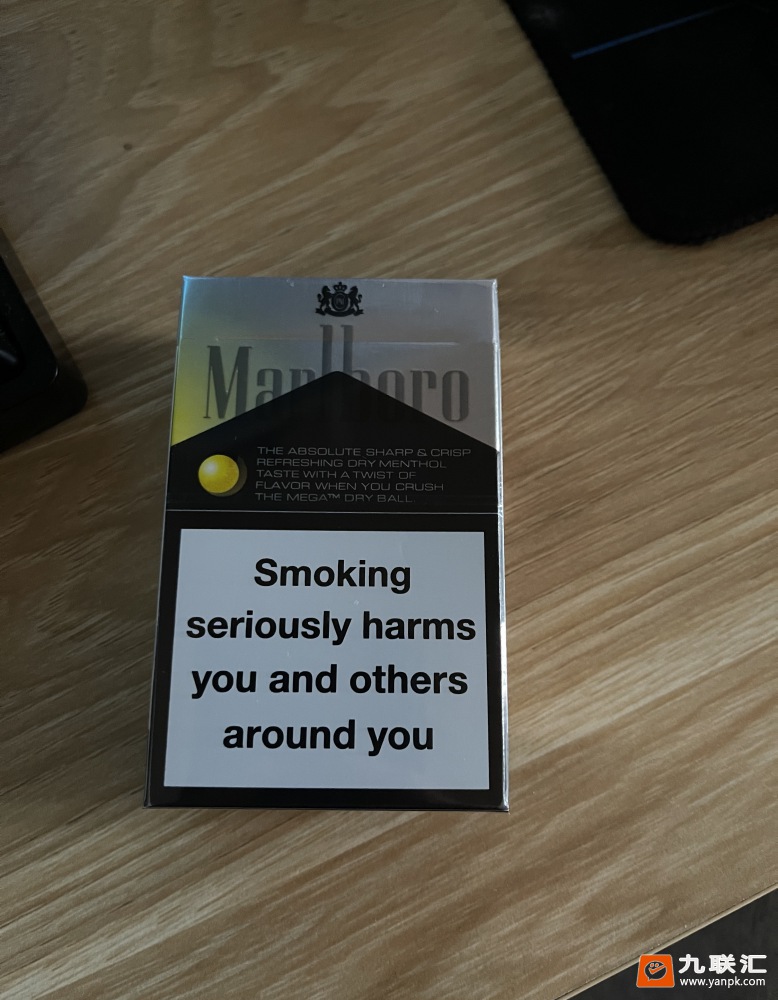 Marlboro
THE ABSOLUTE SHARP & CRISP
REFRESHING DRY MENTHOL
TASTE WITH A TWIST OF
FLAVOR WHEN YOU CRUSH
THE MEGA™ DRY BALL
Smoking
seriously harms
you and others
around you
九联汇
www.yanpk.com